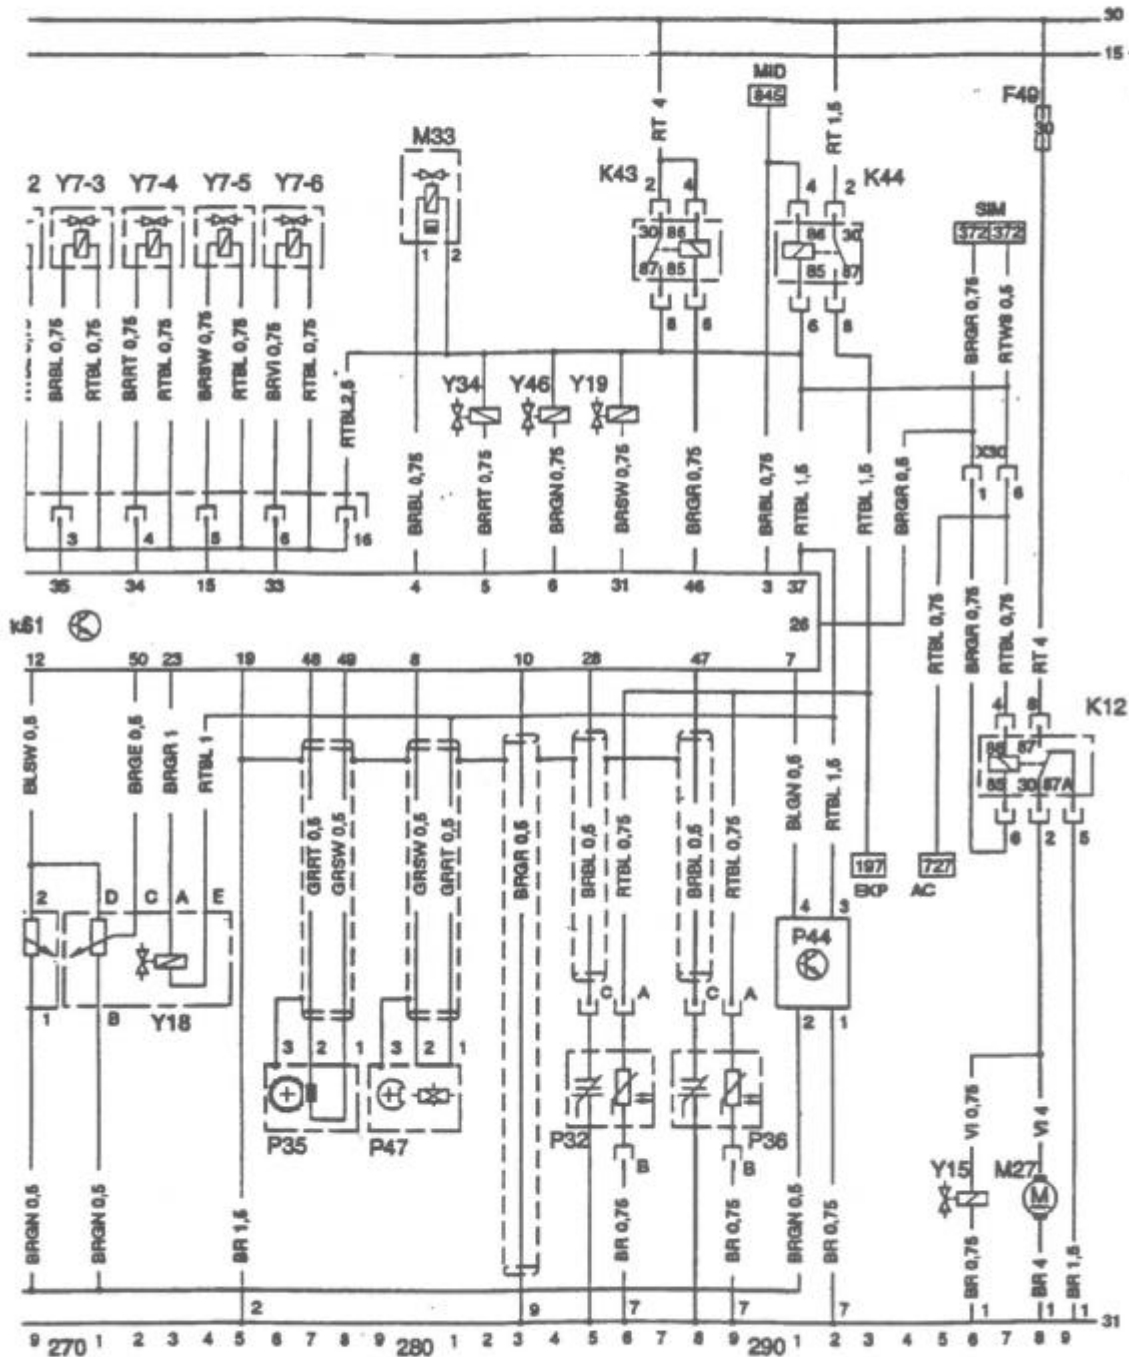 30
15
MID
845
F49
30
M33
RT 4
RT 1,5
K43
2 4
4 2
K44
2 Y7-3 Y7-4 Y7-5 Y7-6
SIM
372 372
30 86
87 85
86 30
85 87
1 2
8 6
6 8
BRBL 0,75
RTBL 0,75
BRRT 0,75
RTBL 0,75
BRSW 0,75
RTBL 0,75
BRVI 0,75
RTBL 0,75
RTBL2,5
BRGR 0,75
RTWS 0,5
Y34 Y46 Y19
BRBL 0,75
BRRT 0,75
BRGN 0,75
BRSW 0,75
BRGR 0,75
BRBL 0,75
RTBL 1,5
RTBL 1,5
BRGR 0,5
X30
1 6
3 4 5 6 16
35 34 15 33 4 5 6 31 46 3 37
26
K61
12 50 23 19 48 49 8 10 28 47 7
RTBL 0,75
BRGR 0,75
RTBL 0,75
RT 4
4 8
K12
86 87
85 30 87A
6 2 5
BLSW 0,5
BRGE 0,5
BRGR 1
RTBL 1
GRRT 0,5
GRSW 0,5
GRSW 0,5
GRRT 0,5
BRGR 0,5
BRBL 0,5
RTBL 0,75
BRBL 0,5
RTBL 0,75
BLGN 0,5
RTBL 1,5
197
EKP
727
AC
2 D C A E
4 3
P44
2 1
1 B Y18
C A C A
3 2 1 3 2 1
P35 P47
P32 P36
B B
Y15 M27
M
VI 0,75
VI 4
BRGN 0,5
BRGN 0,5
BR 1,5
BR 0,75
BR 0,75
BRGN 0,5
BR 0,75
BR 0,75
BR 4
BR 1,5
2 9 7 7 7 1 1 1
31
9 270 1 2 3 4 5 6 7 8 9 280 1 2 3 4 5 6 7 8 9 290 1 2 3 4 5 6 7 8 9